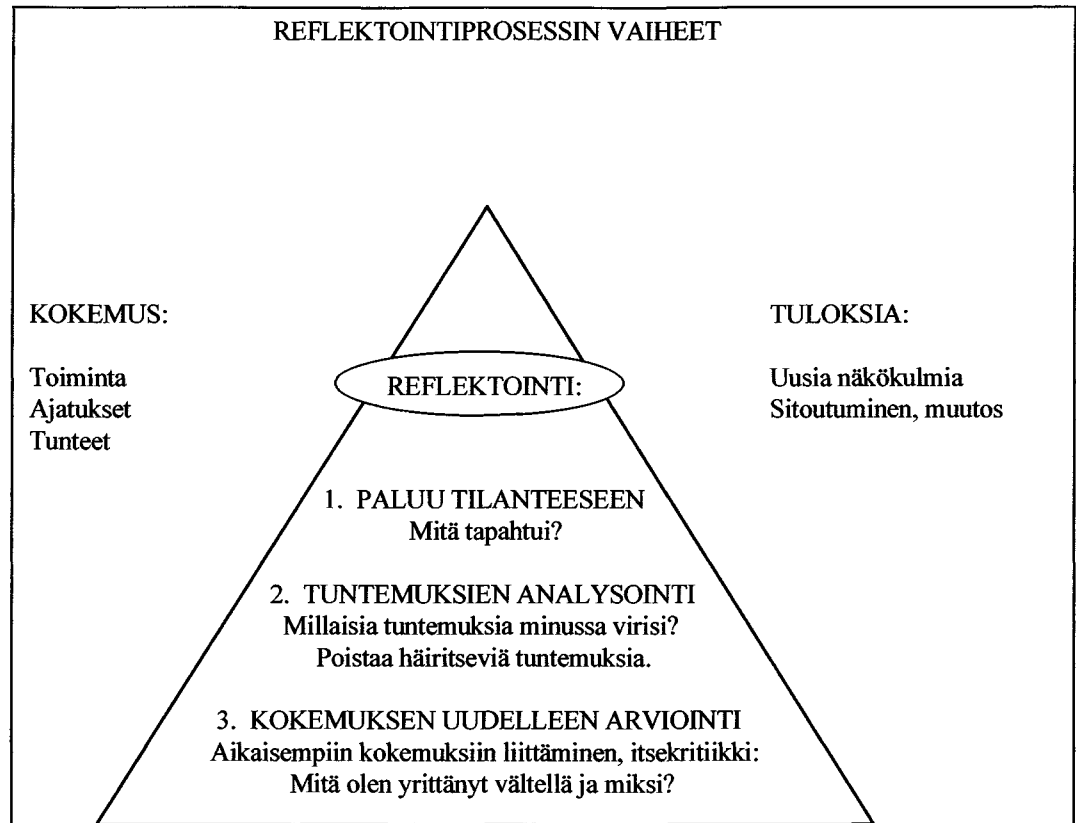 REFLEKTOINTIPROSESSIN VAIHEET
KOKEMUS:
Toiminta
Ajatukset
Tunteet
REFLEKTOINTI:
1. PALUU TILANTEESEEN
Mitä tapahtui?
2. TUNTEMUKSIEN ANALYSOINTI
Millaisia tuntemuksia minussa virisi?
Poistaa häiritseviä tuntemuksia.
3. KOKEMUKSEN UUDELLEEN ARVIOINTI
Aikaisempiin kokemuksiin liittäminen, itsekritiikki:
Mitä olen yrittänyt vältellä ja miksi?
TULOKSIA:
Uusia näkökulmia
Sitoutuminen, muutos